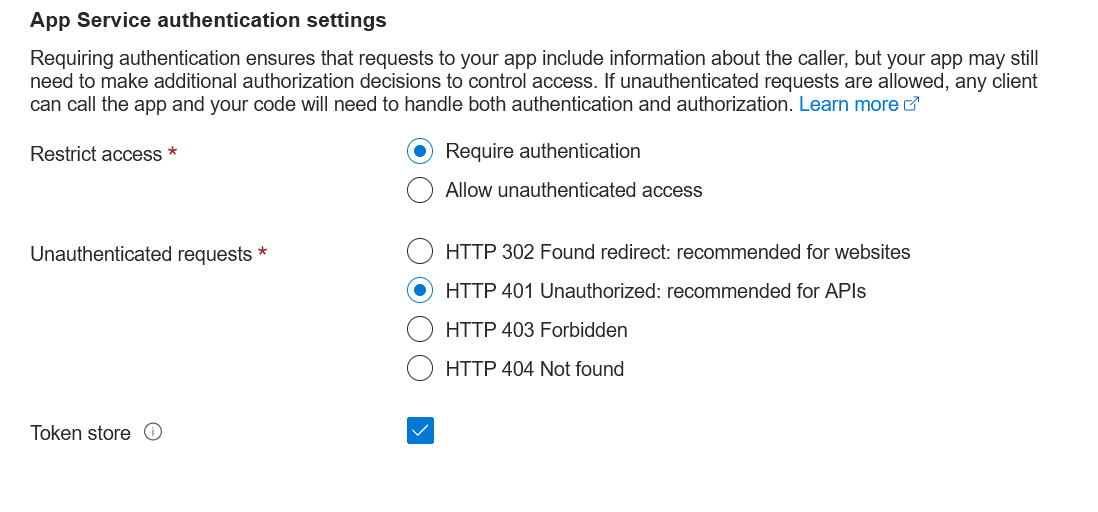 App Service authentication settings
Requiring authentication ensures that requests to your app include information about the caller, but your app may still
need to make additional authorization decisions to control access. If unauthenticated requests are allowed, any client
can call the app and your code will need to handle both authentication and authorization. Learn more
Restrict access *
Require authentication
Allow unauthenticated access
Unauthenticated requests *
HTTP 302 Found redirect: recommended for websites
HTTP 401 Unauthorized: recommended for APIs
HTTP 403 Forbidden
HTTP 404 Not found
Token store